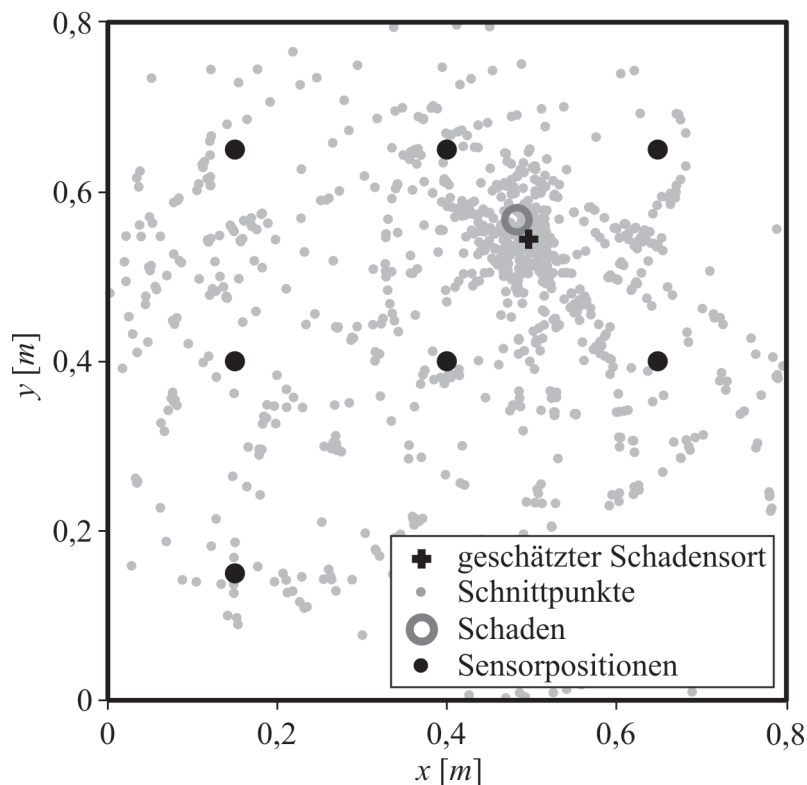 0,8
0,6
0,4
0,2
0
y [m]
geschätzter Schadensort
Schnittpunkte
Schaden
Sensorpositionen
0
0,2
0,4
0,6
0,8
x [m]